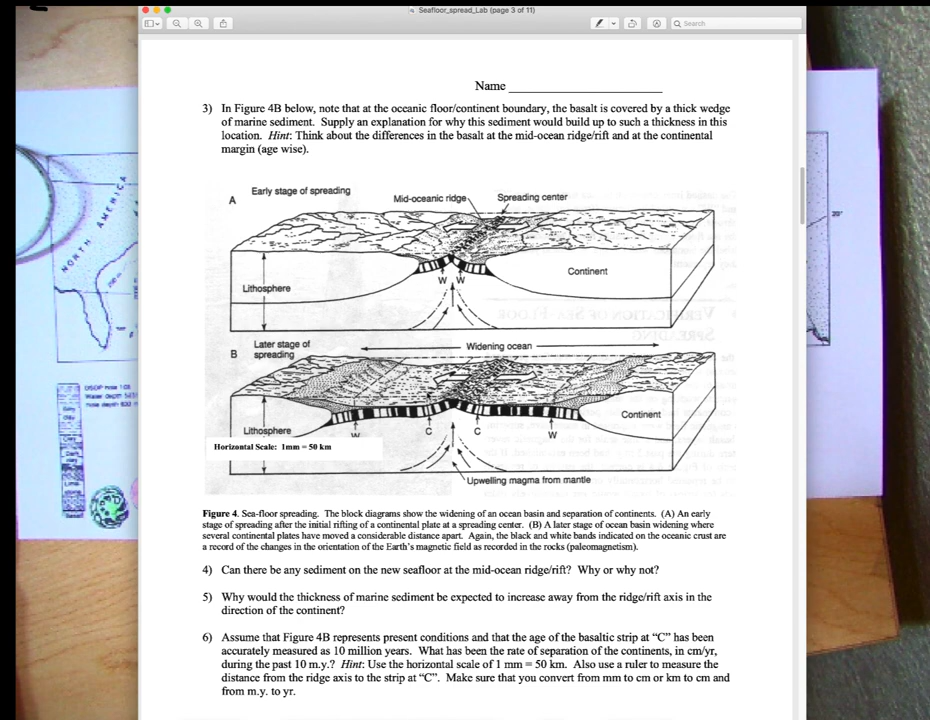 Seafloor_spread_Lab (page 3 of 11)
Search
Name
3) In Figure 4B below, note that at the oceanic floor/continent boundary, the basalt is covered by a thick wedge
of marine sediment. Supply an explanation for why this sediment would build up to such a thickness in this
location. Hint: Think about the differences in the basalt at the mid-ocean ridge/rift and at the continental
margin (age wise).
A
Early stage of spreading
Mid-oceanic ridge
Spreading center
Continent
W W
Lithosphere
B
Later stage of
spreading
Widening ocean
Continent
Lithosphere
W
C
C
W
Horizontal Scale: 1mm = 50 km
Upwelling magma from mantle
Figure 4. Sea-floor spreading. The block diagrams show the widening of an ocean basin and separation of continents. (A) An early
stage of spreading after the initial rifting of a continental plate at a spreading center. (B) A later stage of ocean basin widening where
several continental plates have moved a considerable distance apart. Again, the black and white bands indicated on the oceanic crust are
a record of the changes in the orientation of the Earth's magnetic field as recorded in the rocks (paleomagnetism).
4) Can there be any sediment on the new seafloor at the mid-ocean ridge/rift? Why or why not?
5) Why would the thickness of marine sediment be expected to increase away from the ridge/rift axis in the
direction of the continent?
6) Assume that Figure 4B represents present conditions and that the age of the basaltic strip at "C" has been
accurately measured as 10 million years. What has been the rate of separation of the continents, in cm/yr,
during the past 10 m.y.? Hint: Use the horizontal scale of 1 mm = 50 km. Also use a ruler to measure the
distance from the ridge axis to the strip at "C". Make sure that you convert from mm to cm or km to cm and
from m.y. to yr.
NORTH AMERICA
20°
VERIFICATION OF SEA-FLOOR
SPREADING